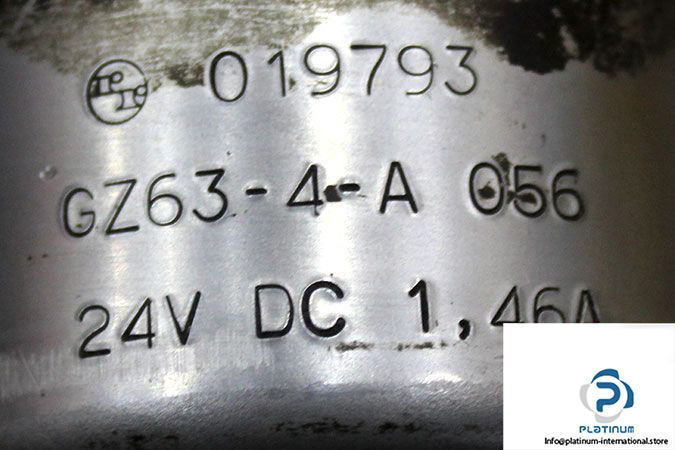 019793
GZ63-4-A 056
24V DC 1,46A
PLATINUM
Info@platinum-international.store